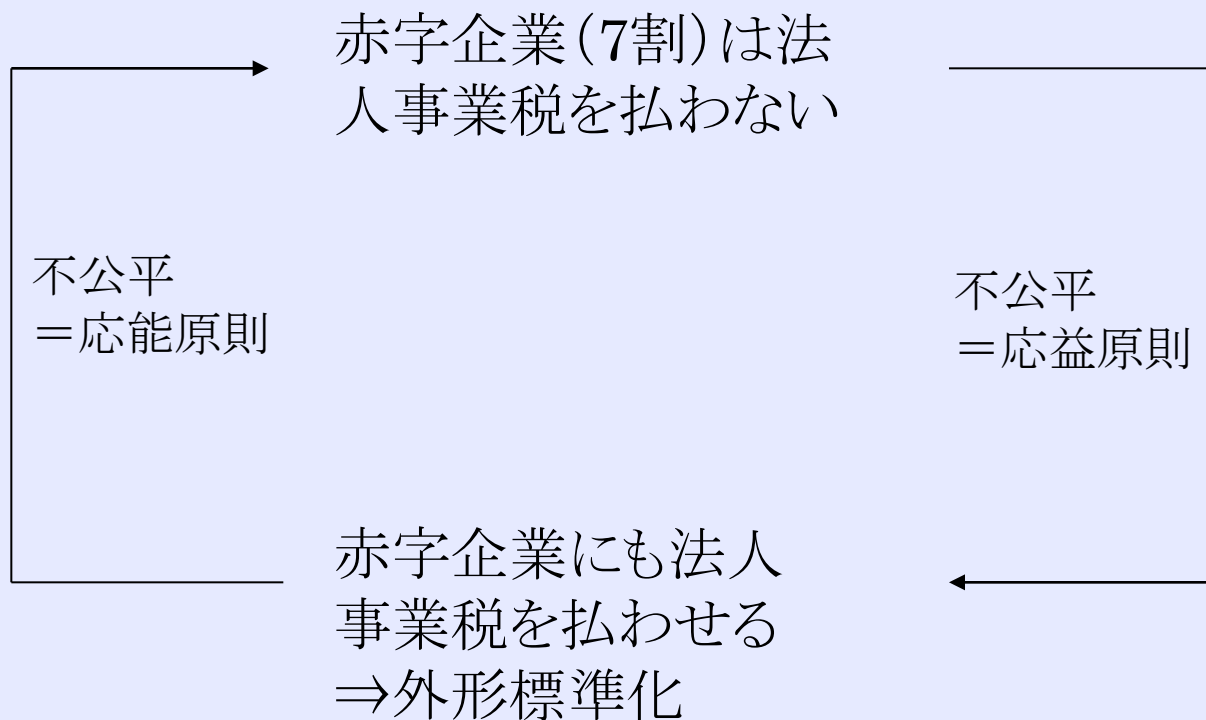 赤字企業(7割)は法
人事業税を払わない
不公平
=応能原則
不公平
=応益原則
赤字企業にも法人
事業税を払わせる
⇒外形標準化